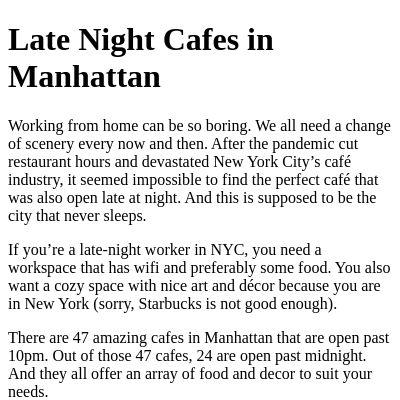 Late Night Cafes in
Manhattan
Working from home can be so boring. We all need a change
of scenery every now and then. After the pandemic cut
restaurant hours and devastated New York City’s café
industry, it seemed impossible to find the perfect café that
was also open late at night. And this is supposed to be the
city that never sleeps.
If you’re a late-night worker in NYC, you need a
workspace that has wifi and preferably some food. You also
want a cozy space with nice art and décor because you are
in New York (sorry, Starbucks is not good enough).
There are 47 amazing cafes in Manhattan that are open past
10pm. Out of those 47 cafes, 24 are open past midnight.
And they all offer an array of food and decor to suit your
needs.